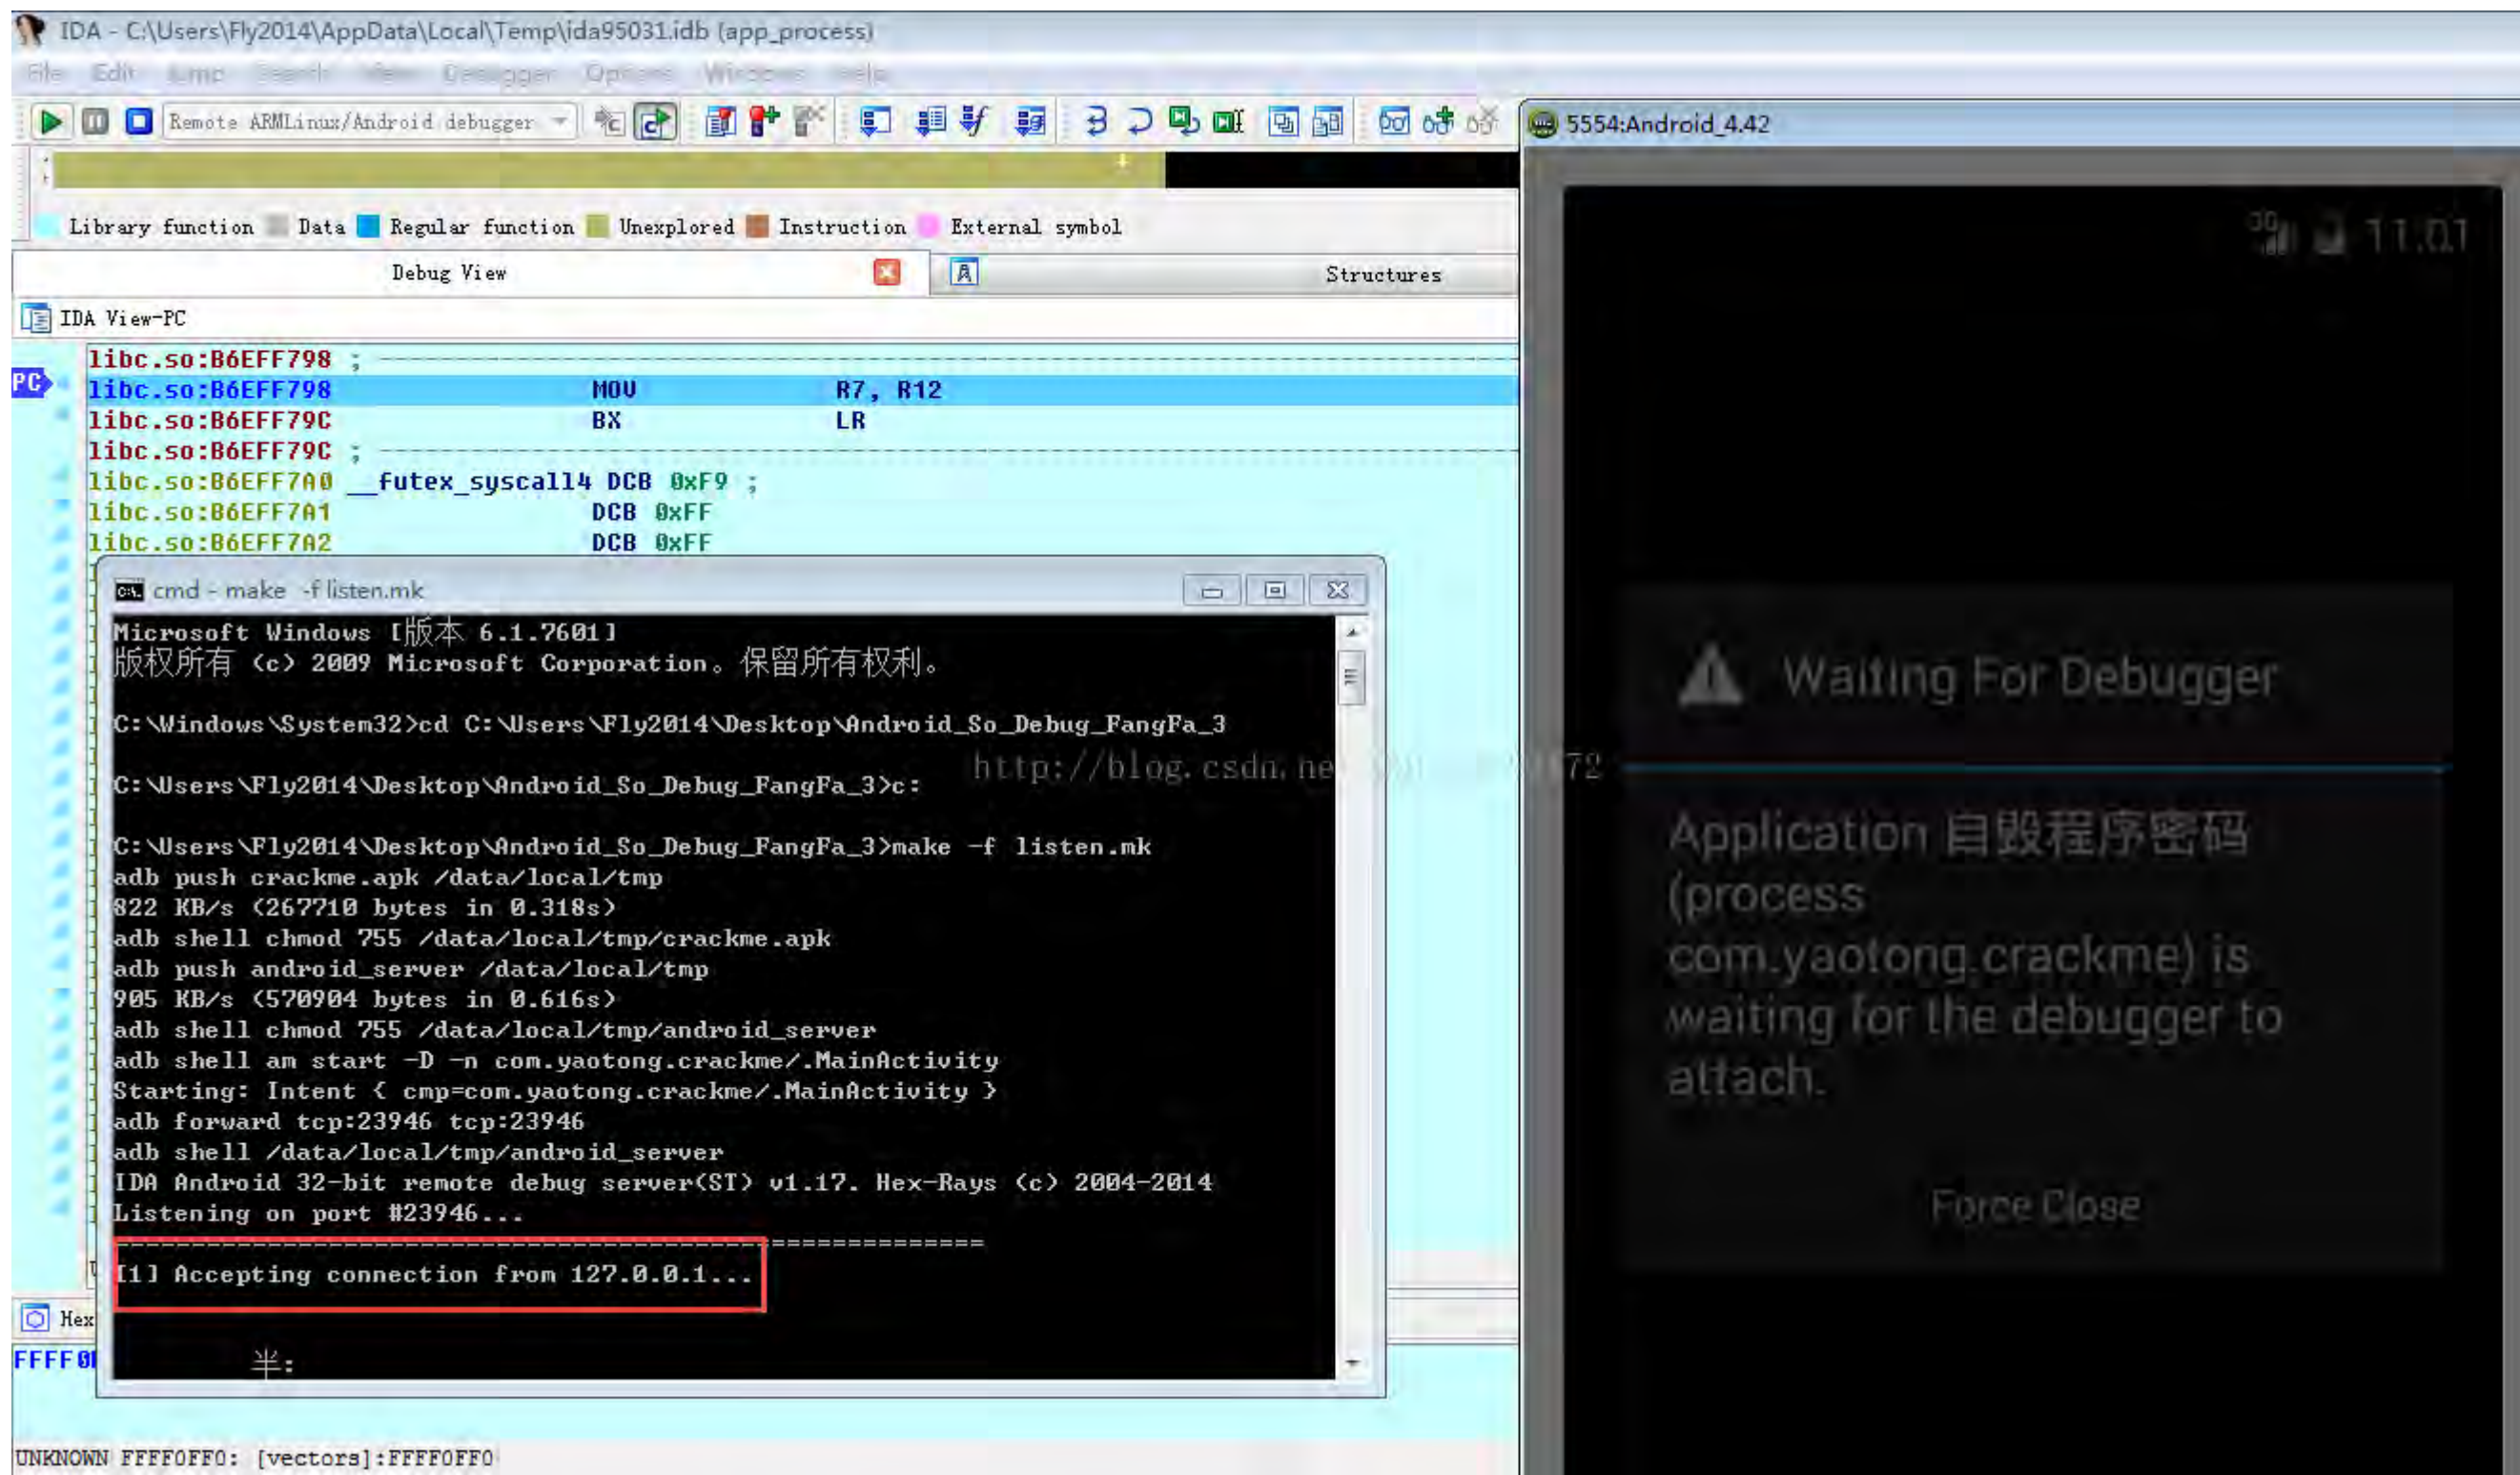 IDA - C:\Users\Fly2014\AppData\Local\Temp\ida95031.idb (app_process)
File Edit Jump Search View Debugger Options Windows Help
Remote ARMLinux/Android debugger
5554:Android_4.42
Library function Data Regular function Unexplored Instruction External symbol
3G 11:01
Debug View Structures
IDA View-PC
libc.so:B6EFF798 ; ---------------------------------------------------------------------------
PC libc.so:B6EFF798 MOV R7, R12
libc.so:B6EFF79C BX LR
libc.so:B6EFF79C ; ---------------------------------------------------------------------------
libc.so:B6EFF7A0 __futex_syscall4 DCB 0xF9 ;
libc.so:B6EFF7A1 DCB 0xFF
libc.so:B6EFF7A2 DCB 0xFF
cmd - make -f listen.mk
Microsoft Windows [版本 6.1.7601]
版权所有 (c) 2009 Microsoft Corporation。保留所有权利。
C:\Windows\System32>cd C:\Users\Fly2014\Desktop\Android_So_Debug_FangFa_3
C:\Users\Fly2014\Desktop\Android_So_Debug_FangFa_3>c:
C:\Users\Fly2014\Desktop\Android_So_Debug_FangFa_3>make -f listen.mk
adb push crackme.apk /data/local/tmp
822 KB/s (267710 bytes in 0.318s)
adb shell chmod 755 /data/local/tmp/crackme.apk
adb push android_server /data/local/tmp
905 KB/s (570904 bytes in 0.616s)
adb shell chmod 755 /data/local/tmp/android_server
adb shell am start -D -n com.yaotong.crackme/.MainActivity
Starting: Intent { cmp=com.yaotong.crackme/.MainActivity }
adb forward tcp:23946 tcp:23946
adb shell /data/local/tmp/android_server
IDA Android 32-bit remote debug server(ST) v1.17. Hex-Rays (c) 2004-2014
Listening on port #23946...
=========================================================
[1] Accepting connection from 127.0.0.1...
半:
http://blog.csdn.ne
72
Waiting For Debugger
Application 自毁程序密码
(process
com.yaotong.crackme) is
waiting for the debugger to
attach.
Force Close
Hex
FFFF0
UNKNOWN FFFF0FF0: [vectors]:FFFF0FF0